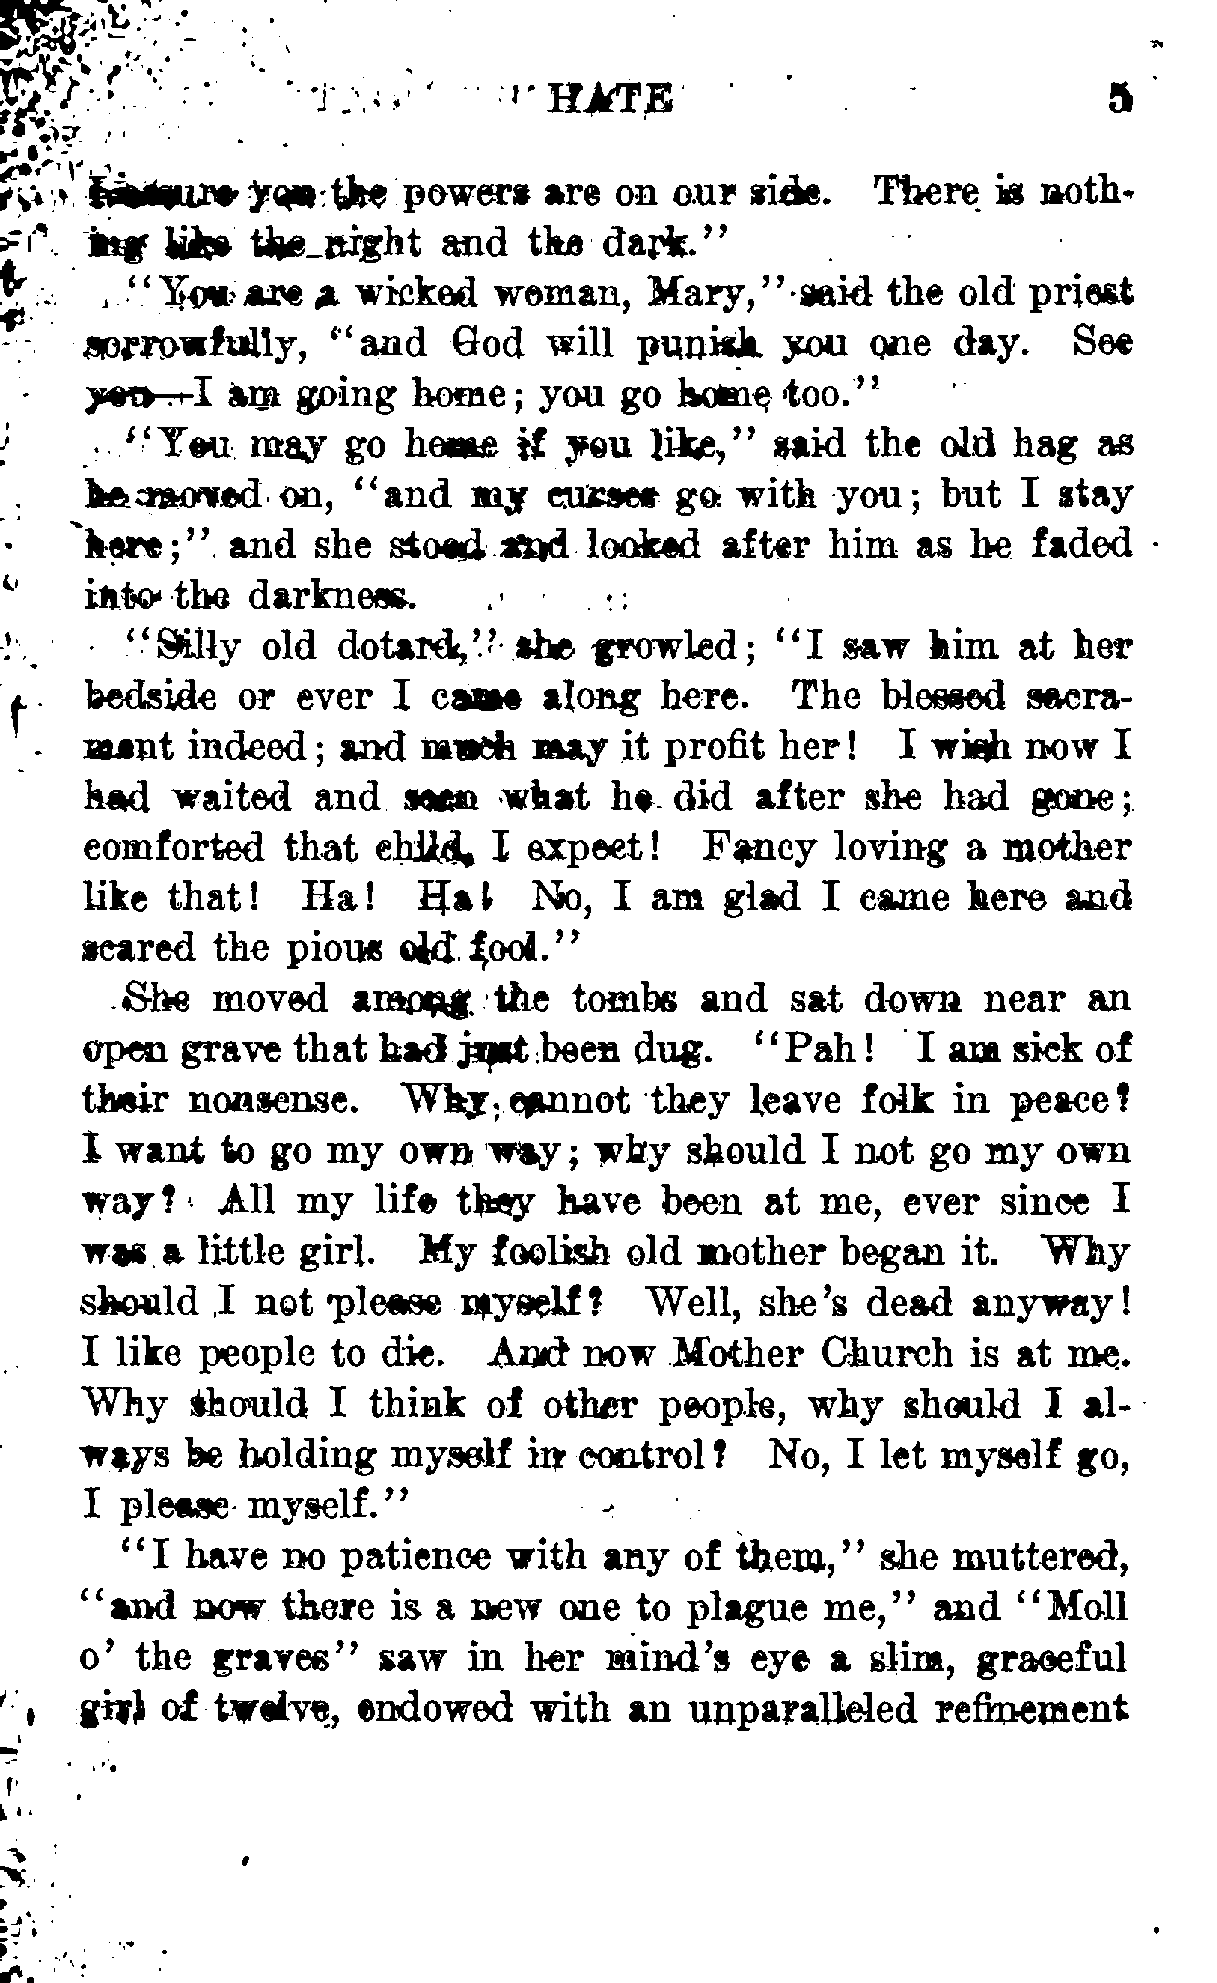 HATE 5
I assure you the powers are on our side. There is noth-
ing like the night and the dark."
"You are a wicked woman, Mary," said the old priest
sorrowfully, "and God will punish you one day. See
you—I am going home; you go home too."
"You may go home if you like," said the old hag as
he moved on, "and my curses go with you; but I stay
here;" and she stood and looked after him as he faded
into the darkness.
"Silly old dotard," she growled; "I saw him at her
bedside or ever I came along here. The blessed sacra-
ment indeed; and much may it profit her! I wish now I
had waited and seen what he did after she had gone;
comforted that child, I expect! Fancy loving a mother
like that! Ha! Ha! No, I am glad I came here and
scared the pious old fool."
She moved among the tombs and sat down near an
open grave that had just been dug. "Pah! I am sick of
their nonsense. Why cannot they leave folk in peace?
I want to go my own way; why should I not go my own
way? All my life they have been at me, ever since I
was a little girl. My foolish old mother began it. Why
should I not please myself? Well, she's dead anyway!
I like people to die. And now Mother Church is at me.
Why should I think of other people, why should I al-
ways be holding myself in control? No, I let myself go,
I please myself."
"I have no patience with any of them," she muttered,
"and now there is a new one to plague me," and "Moll
o' the graves" saw in her mind's eye a slim, graceful
girl of twelve, endowed with an unparalleled refinement